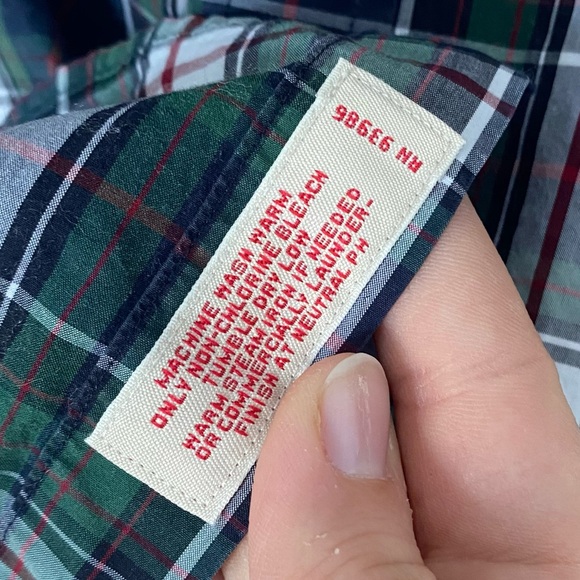 MACHINE WASH WARM
ONLY NON-CHLORINE BLEACH
TUMBLE DRY LOW
WARM STEAM IRON IF NEEDED
OR COMMERCIALLY LAUNDER-
FINISH AT NEUTRAL PH
RN 93986